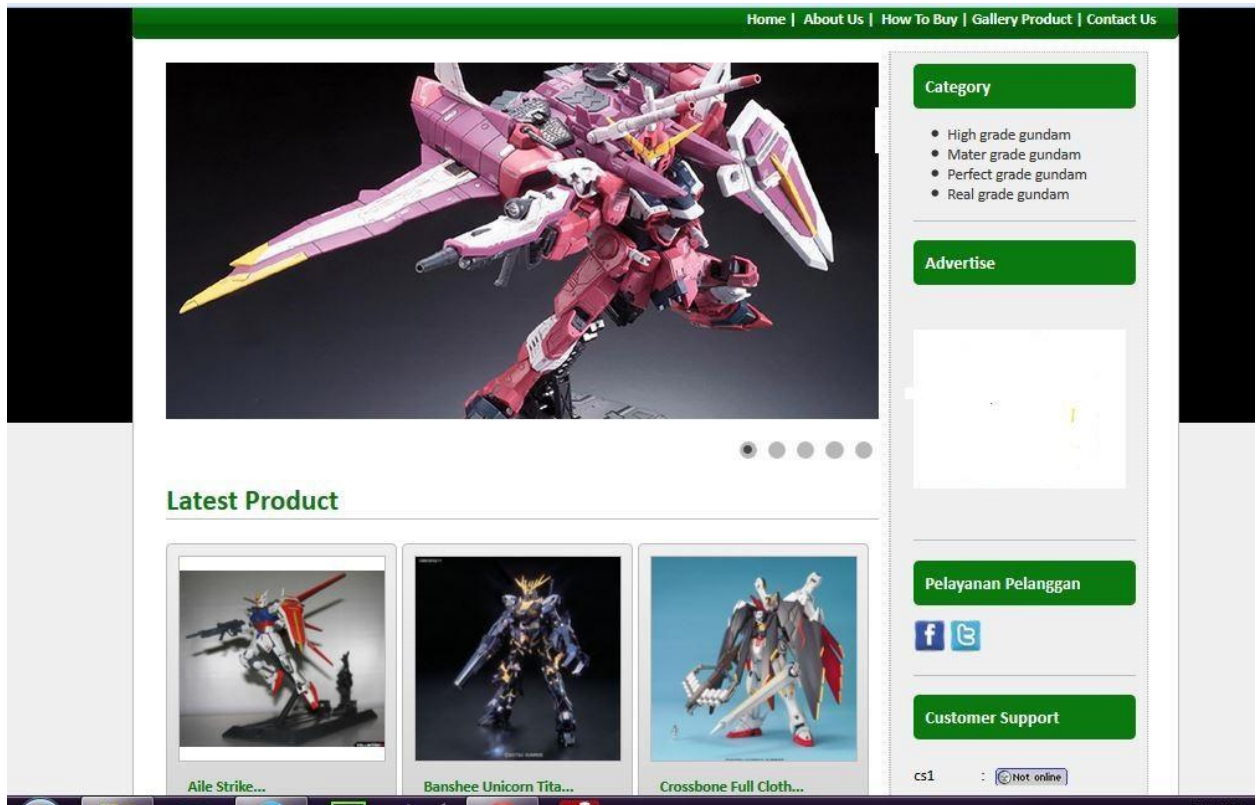 Home | About Us | How To Buy | Gallery Product | Contact Us
Category
High grade gundam
Mater grade gundam
Perfect grade gundam
Real grade gundam
Advertise
Latest Product
Pelayanan Pelanggan
Customer Support
cs1 : Not online
Aile Strike...
Banshee Unicorn Tita...
Crossbone Full Cloth...